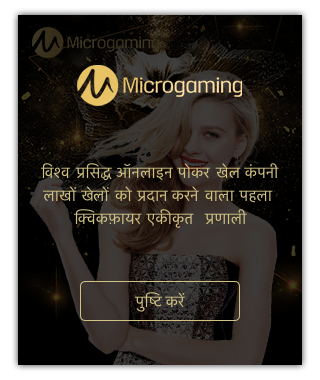 Microgaming
Microgaming
विश्व प्रसिद्ध ऑनलाइन पोकर खेल कंपनी
लाखों खेलों को प्रदान करने वाला पहला
क्विकफ़ायर एकीकृत प्रणाली
पुष्टि करें